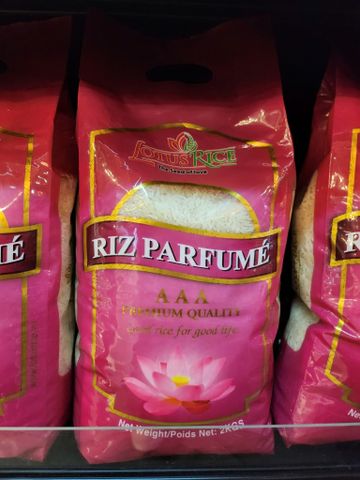 LOTUS RICE
The Seed of Love
RIZ PARFUMÉ
AAA
PREMIUM QUALITY
Good rice for good life
Net Weight/Poids Net: 2KGS
É
R